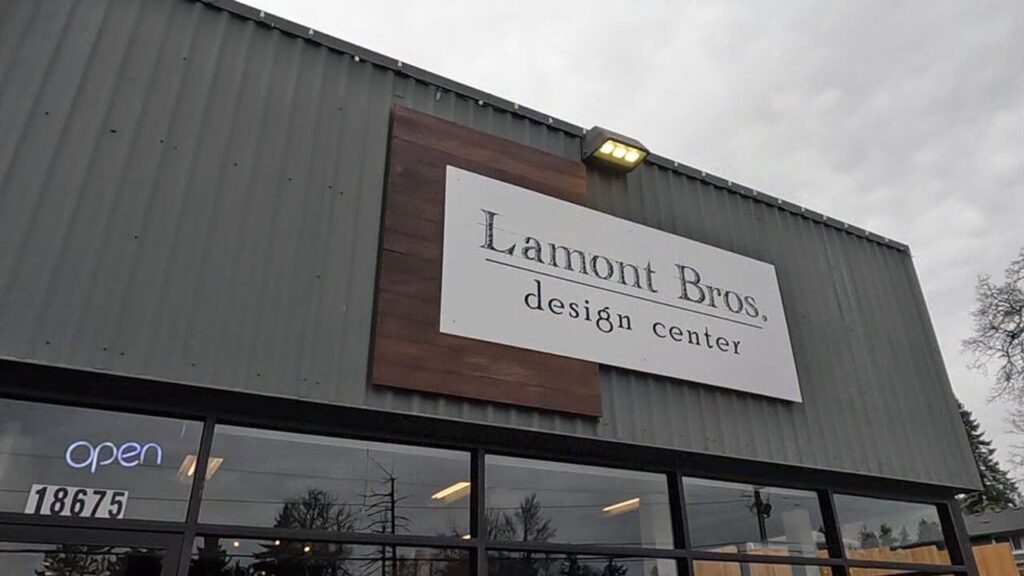 Lamont Bros.
design center
open
18675